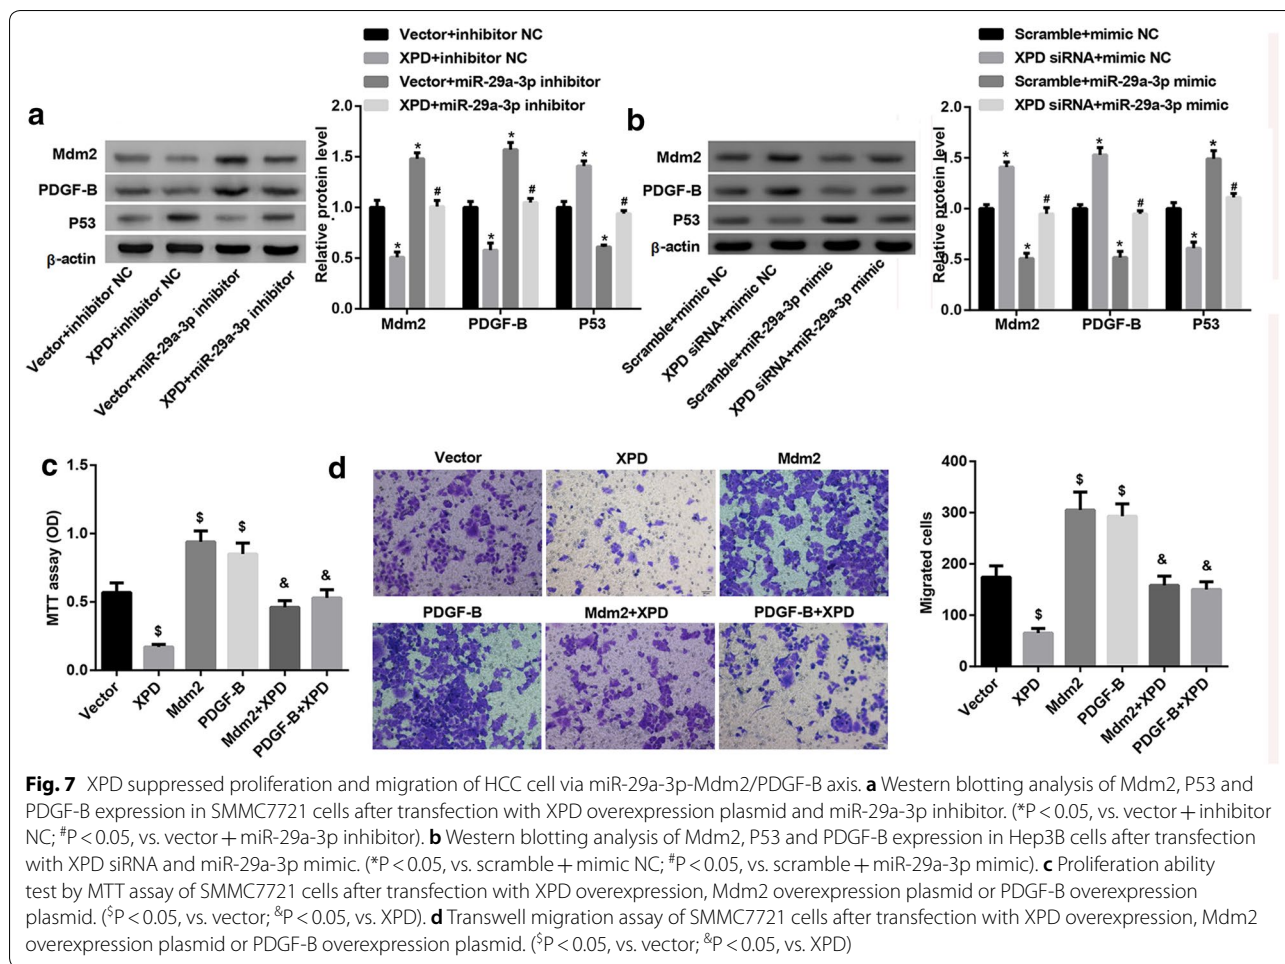 Vector+inhibitor NC
XPD+inhibitor NC
Vector+miR-29a-3p inhibitor
XPD+miR-29a-3p inhibitor
a
Mdm2
PDGF-B
P53
β-actin
Vector+inhibitor NC
XPD+inhibitor NC
Vector+miR-29a-3p inhibitor
XPD+miR-29a-3p inhibitor
Relative protein level
2.0
1.5
1.0
0.5
0.0
* * #
* * #
* * #
Mdm2 PDGF-B P53
Scramble+mimic NC
XPD siRNA+mimic NC
Scramble+miR-29a-3p mimic
XPD siRNA+miR-29a-3p mimic
b
Mdm2
PDGF-B
P53
β-actin
Scramble+mimic NC
XPD siRNA+mimic NC
Scramble+miR-29a-3p mimic
XPD siRNA+miR-29a-3p mimic
Relative protein level
2.0
1.5
1.0
0.5
0.0
* * #
* * #
* * #
Mdm2 PDGF-B P53
c
MTT assay (OD)
1.5
1.0
0.5
0.0
$ $ $ & &
Vector
XPD
Mdm2
PDGF-B
Mdm2+XPD
PDGF-B+XPD
d
Vector XPD Mdm2
PDGF-B Mdm2+XPD PDGF-B+XPD
Migrated cells
400
300
200
100
0
$ $ $ & &
Vector
XPD
Mdm2
PDGF-B
Mdm2+XPD
PDGF-B+XPD
Fig. 7 XPD suppressed proliferation and migration of HCC cell via miR-29a-3p-Mdm2/PDGF-B axis. a Western blotting analysis of Mdm2, P53 and
PDGF-B expression in SMMC7721 cells after transfection with XPD overexpression plasmid and miR-29a-3p inhibitor. (*P < 0.05, vs. vector + inhibitor
NC; #P < 0.05, vs. vector + miR-29a-3p inhibitor). b Western blotting analysis of Mdm2, P53 and PDGF-B expression in Hep3B cells after transfection
with XPD siRNA and miR-29a-3p mimic. (*P < 0.05, vs. scramble + mimic NC; #P < 0.05, vs. scramble + miR-29a-3p mimic). c Proliferation ability
test by MTT assay of SMMC7721 cells after transfection with XPD overexpression, Mdm2 overexpression plasmid or PDGF-B overexpression
plasmid. ($P < 0.05, vs. vector; &P < 0.05, vs. XPD). d Transwell migration assay of SMMC7721 cells after transfection with XPD overexpression, Mdm2
overexpression plasmid or PDGF-B overexpression plasmid. ($P < 0.05, vs. vector; &P < 0.05, vs. XPD)